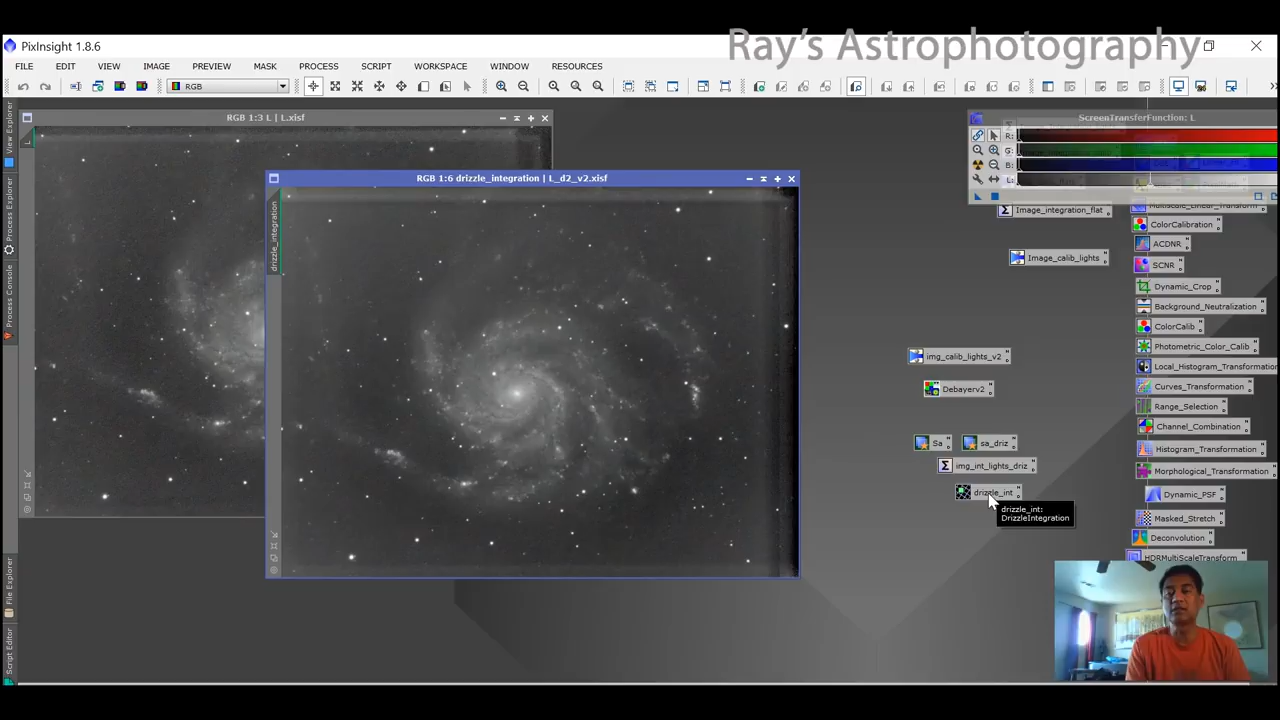 Ray's Astrophotography
PixInsight 1.8.6
FILE EDIT VIEW IMAGE PREVIEW MASK PROCESS SCRIPT WORKSPACE WINDOW RESOURCES
RGB
RGB 1:3 L | L.xisf
ScreenTransferFunction: L
R:
G:
B:
L:
RGB 1:6 drizzle_integration | L_d2_v2.xisf
drizzle_integration
View Explorer
Process Explorer
Process Console
File Explorer
Script Editor
Image_integration_flat
Image_calib_lights
img_calib_lights_v2
Debayerv2
Sa
sa_driz
img_int_lights_driz
drizzle_int
drizzle_int:
DrizzleIntegration
Multiscale_Linear_Transform
ColorCalibration
ACDNR
SCNR
Dynamic_Crop
Background_Neutralization
ColorCalib
Photometric_Color_Calib
Local_Histogram_Transformation
Curves_Transformation
Range_Selection
Channel_Combination
Histogram_Transformation
Morphological_Transformation
Dynamic_PSF
Masked_Stretch
Deconvolution
HDRMultiScaleTransform